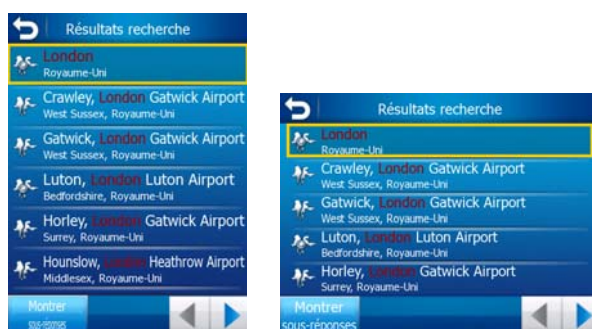 Résultats recherche
London
Royaume-Uni
Crawley, London Gatwick Airport
West Sussex, Royaume-Uni
Gatwick, London Gatwick Airport
West Sussex, Royaume-Uni
Luton, London Luton Airport
Bedfordshire, Royaume-Uni
Horley, London Gatwick Airport
Surrey, Royaume-Uni
Hounslow, London Heathrow Airport
Middlesex, Royaume-Uni
Montrer
sous-réponses
Résultats recherche
London
Royaume-Uni
Crawley, London Gatwick Airport
West Sussex, Royaume-Uni
Gatwick, London Gatwick Airport
West Sussex, Royaume-Uni
Luton, London Luton Airport
Bedfordshire, Royaume-Uni
Horley, London Gatwick Airport
Surrey, Royaume-Uni
Montrer
sous-réponses